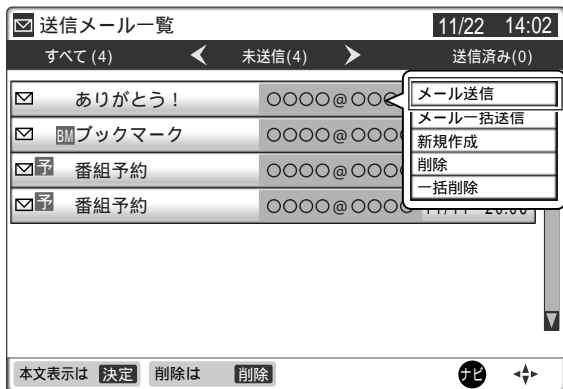 送信メール一覧 11/22 14:02
すべて (4) 未送信(4) 送信済み(0)
ありがとう！ ○○○○@○○○
BMブックマーク ○○○○@○○○○
予 番組予約 ○○○○@○○○○
予 番組予約 ○○○○@○○○○ 11/11 20:00
メール送信
メール一括送信
新規作成
削除
一括削除
本文表示は 決定 削除は 削除 ナビ